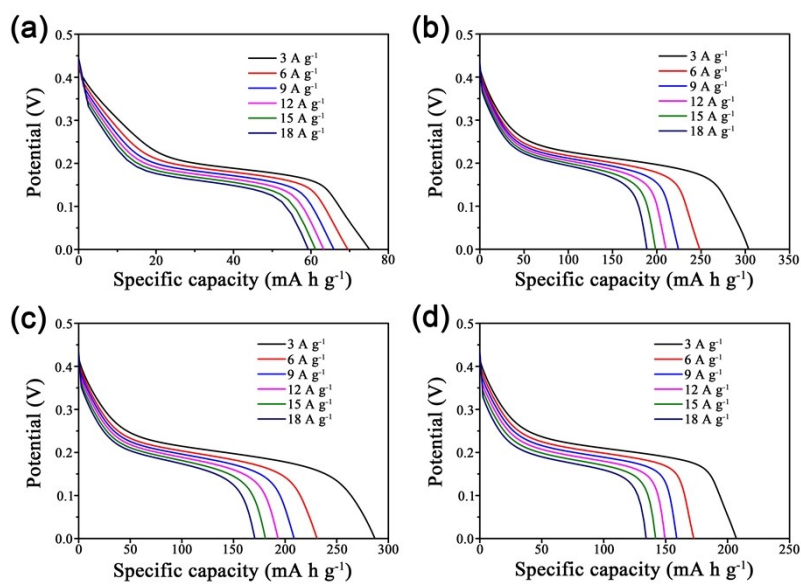 (a)
0.5
0.4
0.3
0.2
0.1
0.0
Potential (V)
3 A g⁻¹
6 A g⁻¹
9 A g⁻¹
12 A g⁻¹
15 A g⁻¹
18 A g⁻¹
0 20 40 60 80
Specific capacity (mA h g⁻¹)
(b)
0.5
0.4
0.3
0.2
0.1
0.0
Potential (V)
3 A g⁻¹
6 A g⁻¹
9 A g⁻¹
12 A g⁻¹
15 A g⁻¹
18 A g⁻¹
0 50 100 150 200 250 300 350
Specific capacity (mA h g⁻¹)
(c)
0.5
0.4
0.3
0.2
0.1
0.0
Potential (V)
3 A g⁻¹
6 A g⁻¹
9 A g⁻¹
12 A g⁻¹
15 A g⁻¹
18 A g⁻¹
0 50 100 150 200 250 300
Specific capacity (mA h g⁻¹)
(d)
0.5
0.4
0.3
0.2
0.1
0.0
Potential (V)
3 A g⁻¹
6 A g⁻¹
9 A g⁻¹
12 A g⁻¹
15 A g⁻¹
18 A g⁻¹
0 50 100 150 200 250
Specific capacity (mA h g⁻¹)